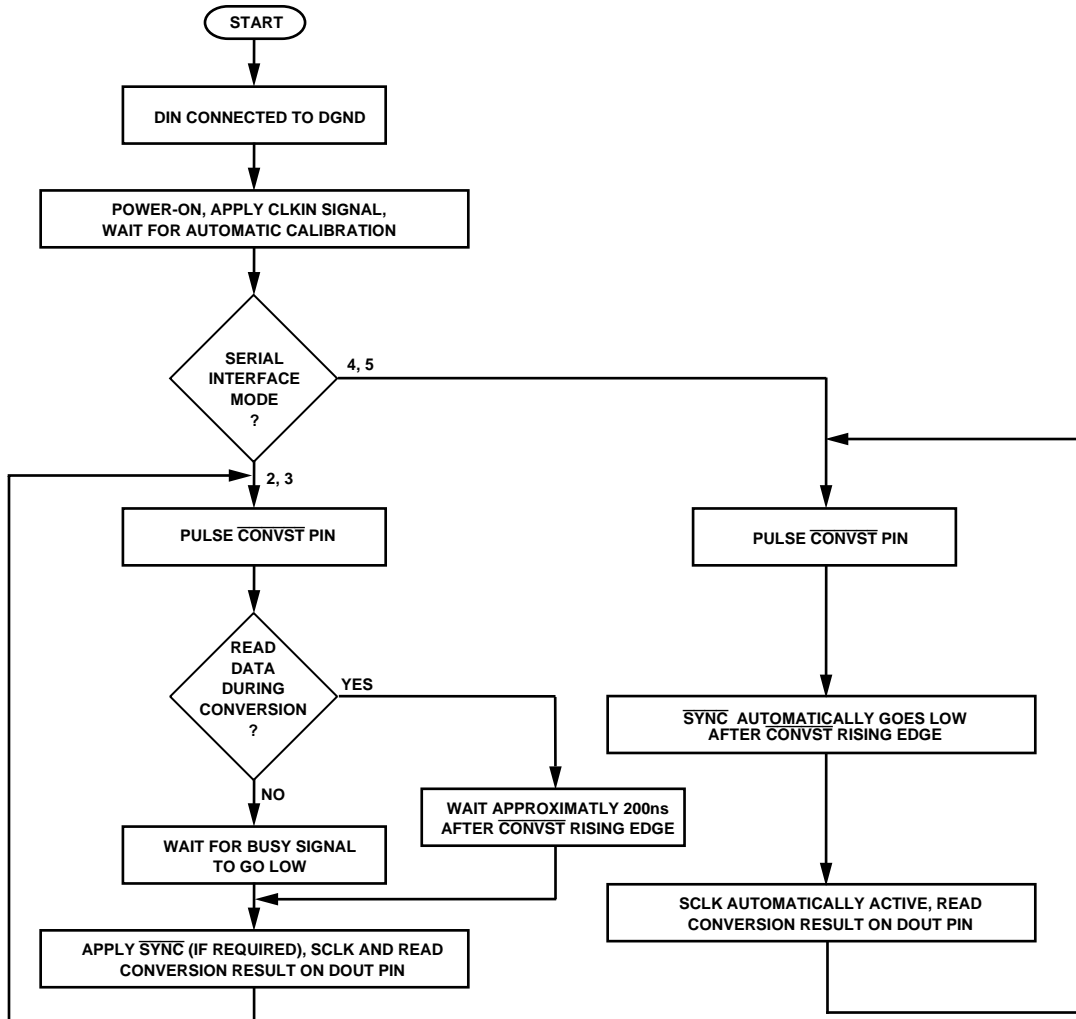 START
DIN CONNECTED TO DGND
POWER-ON, APPLY CLKIN SIGNAL,
WAIT FOR AUTOMATIC CALIBRATION
SERIAL
INTERFACE
MODE
?
4, 5
2, 3
PULSE CONVST PIN
READ
DATA
DURING
CONVERSION
?
YES
NO
WAIT APPROXIMATLY 200ns
AFTER CONVST RISING EDGE
WAIT FOR BUSY SIGNAL
TO GO LOW
APPLY SYNC (IF REQUIRED), SCLK AND READ
CONVERSION RESULT ON DOUT PIN
PULSE CONVST PIN
SYNC AUTOMATICALLY GOES LOW
AFTER CONVST RISING EDGE
SCLK AUTOMATICALLY ACTIVE, READ
CONVERSION RESULT ON DOUT PIN